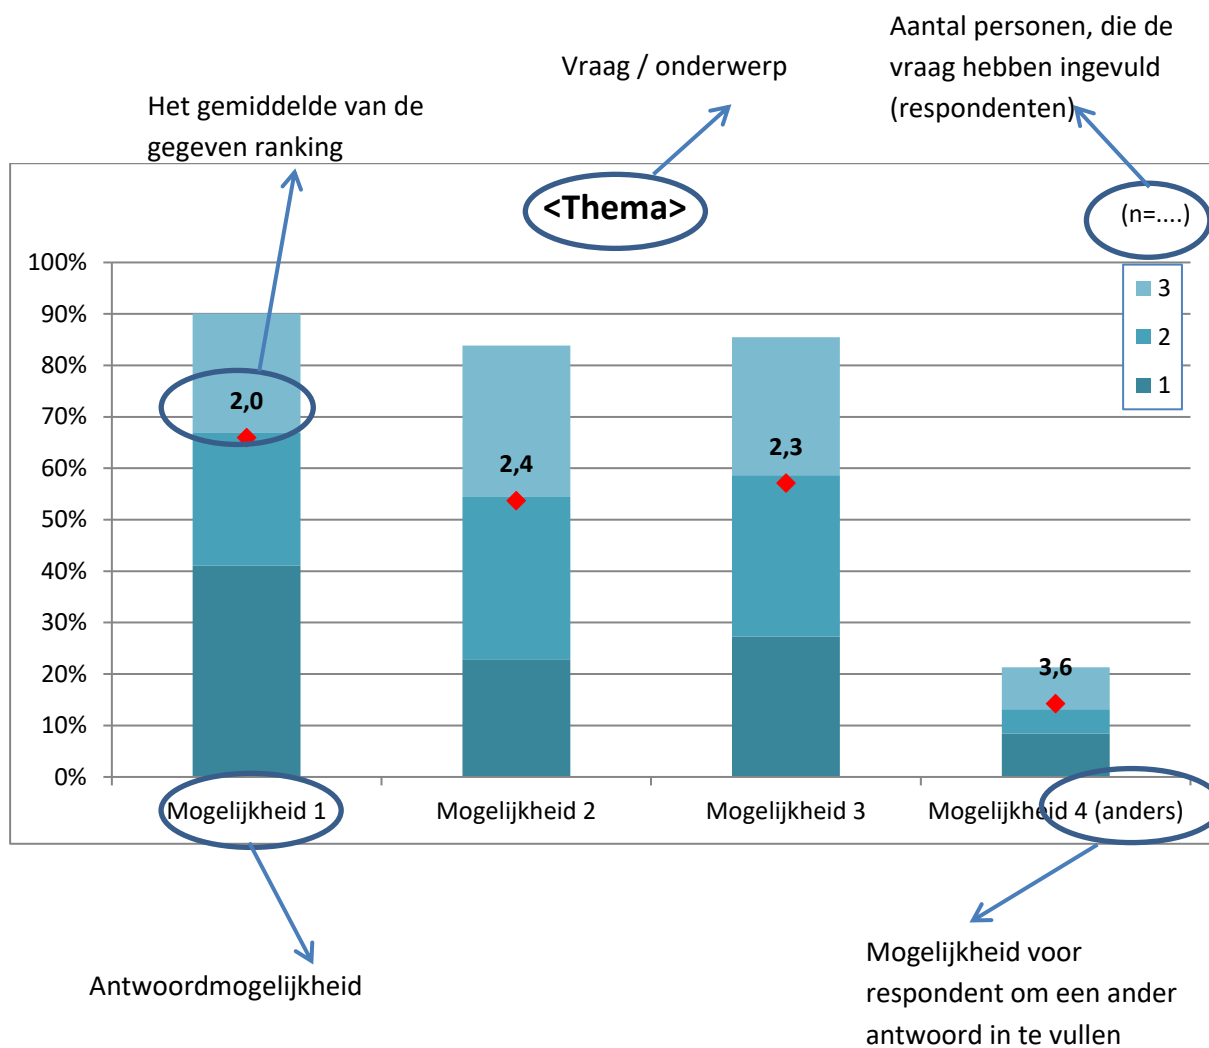 Aantal personen, die de
vraag hebben ingevuld
(respondenten)
Vraag / onderwerp
Het gemiddelde van de
gegeven ranking
<Thema>
(n=....)
100%
90%
80%
70%
60%
50%
40%
30%
20%
10%
0%
3
2
1
2,0
2,4
2,3
3,6
Mogelijkheid 1
Mogelijkheid 2
Mogelijkheid 3
Mogelijkheid 4 (anders)
Antwoordmogelijkheid
Mogelijkheid voor
respondent om een ander
antwoord in te vullen